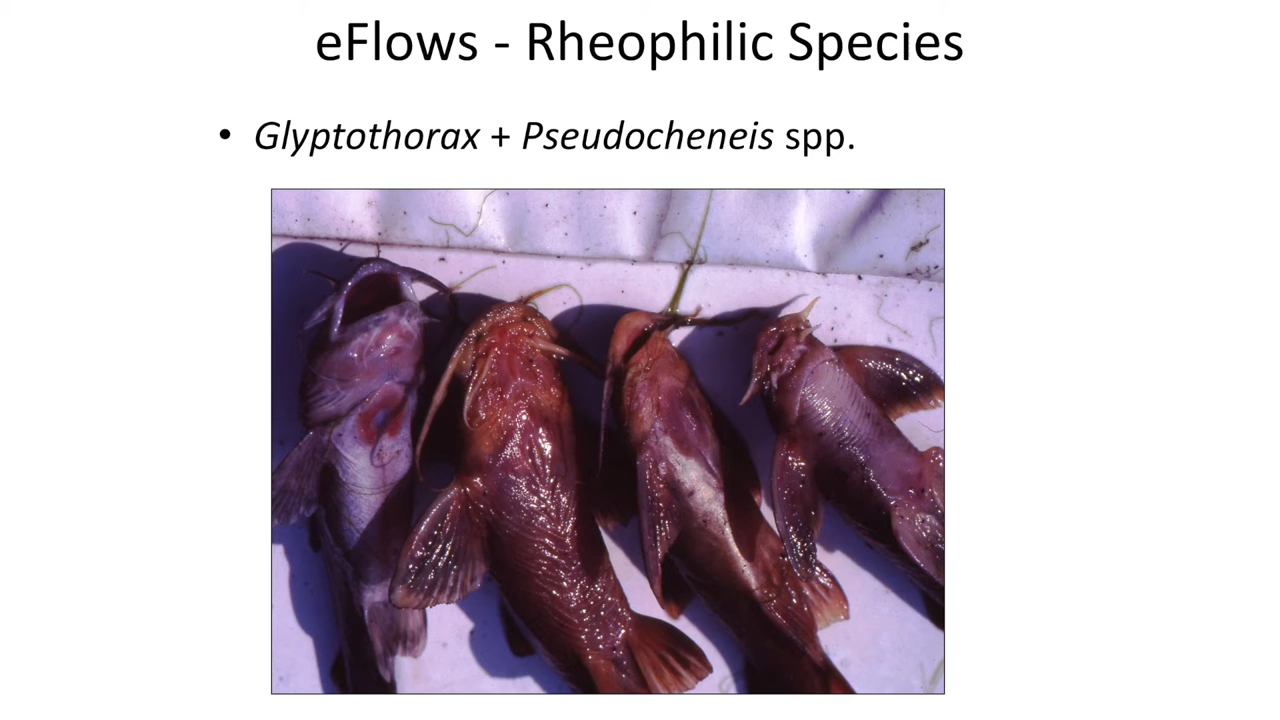 eFlows - Rheophilic Species
• Glyptothorax + Pseudocheneis spp.